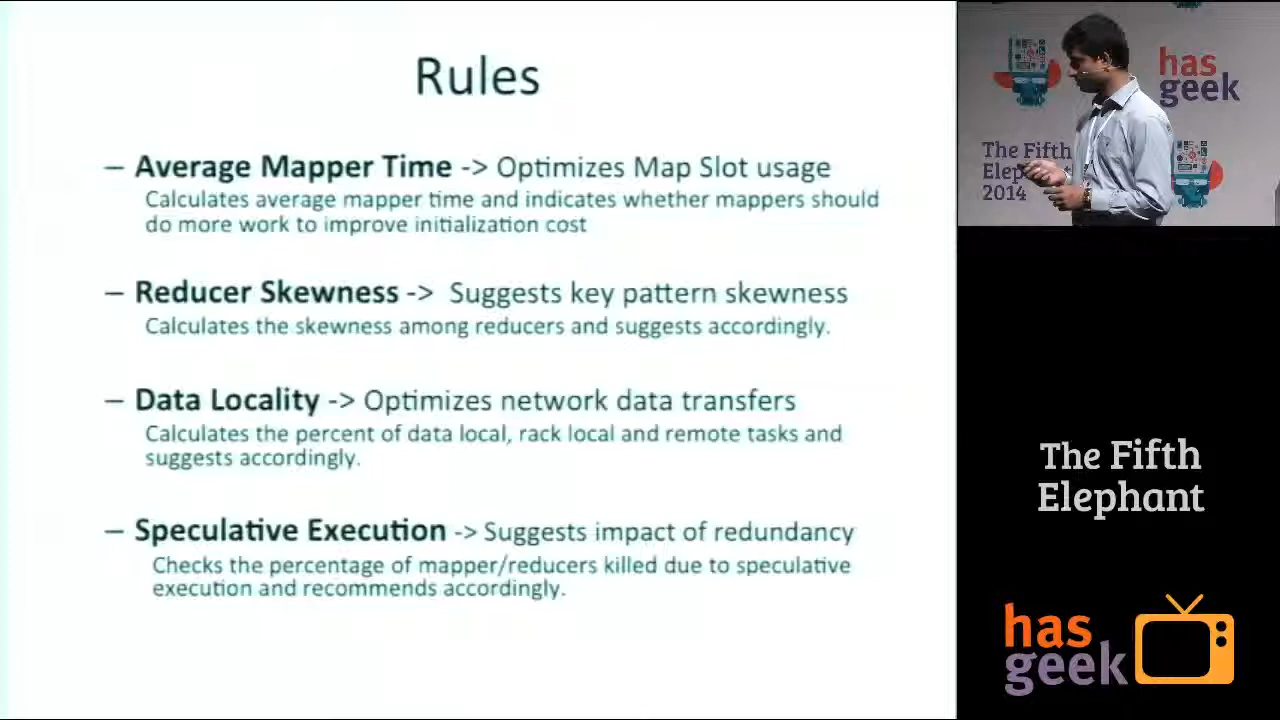 Rules
– Average Mapper Time -> Optimizes Map Slot usage
Calculates average mapper time and indicates whether mappers should
do more work to improve initialization cost
– Reducer Skewness -> Suggests key pattern skewness
Calculates the skewness among reducers and suggests accordingly.
– Data Locality -> Optimizes network data transfers
Calculates the percent of data local, rack local and remote tasks and
suggests accordingly.
– Speculative Execution -> Suggests impact of redundancy
Checks the percentage of mapper/reducers killed due to speculative
execution and recommends accordingly.
has
geek
The Fifth
Elephant
2014
The Fifth
Elephant
has
geek